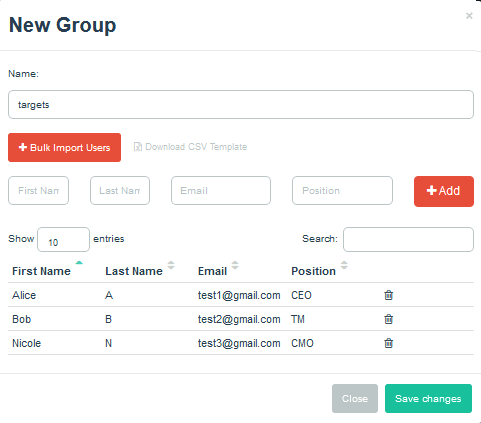 New Group
×
Name:
targets
+ Bulk Import Users Download CSV Template
First Nam Last Nam Email Position + Add
Show 10 entries Search:
First Name Last Name Email Position
Alice A test1@gmail.com CEO
Bob B test2@gmail.com TM
Nicole N test3@gmail.com CMO
Close Save changes